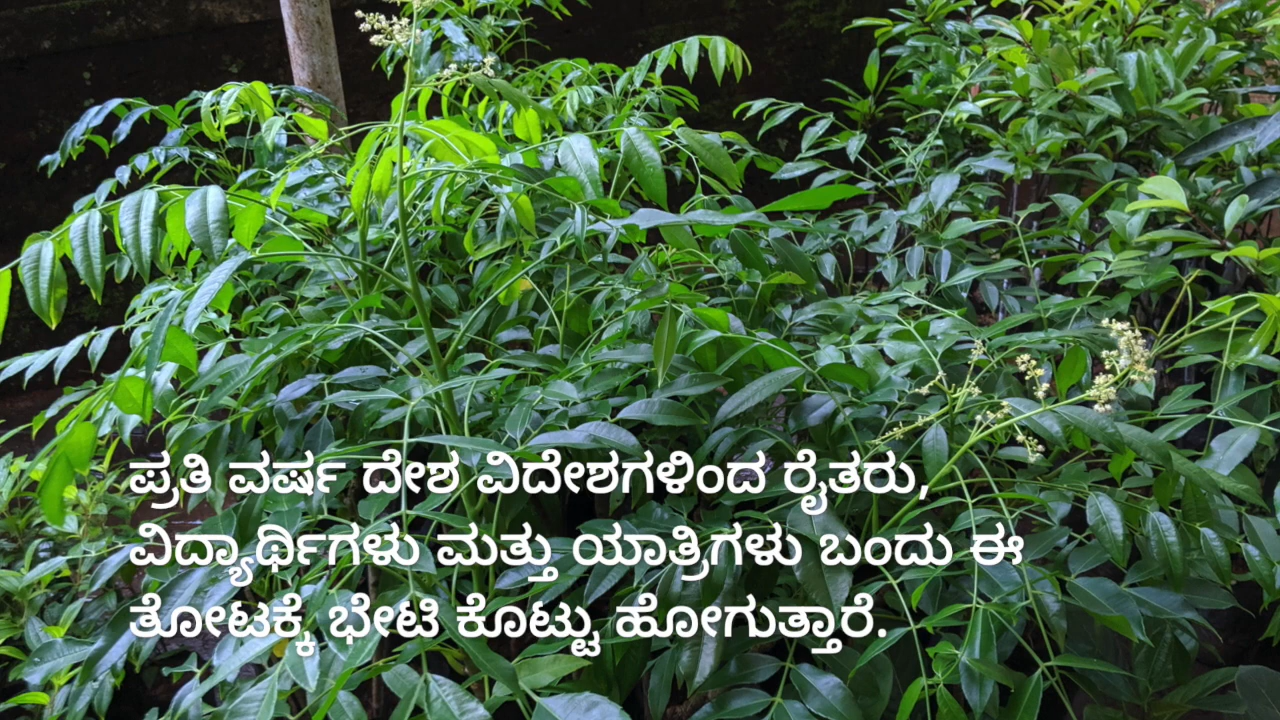 ಪ್ರತಿ ವರ್ಷ ದೇಶ ವಿದೇಶಗಳಿಂದ ರೈತರು,
ವಿದ್ಯಾರ್ಥಿಗಳು ಮತ್ತು ಯಾತ್ರಿಗಳು ಬಂದು ಈ
ತೋಟಕ್ಕೆ ಭೇಟಿ ಕೊಟ್ಟು ಹೋಗುತ್ತಾರೆ.